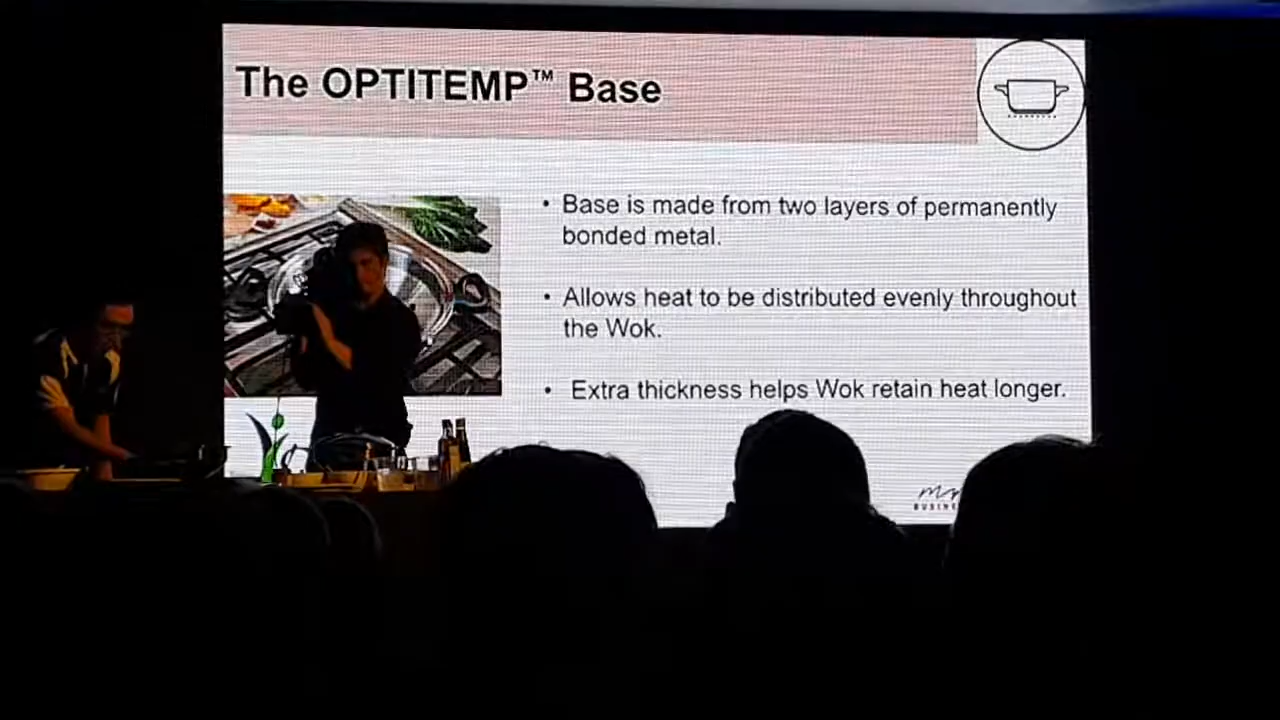 The OPTITEMP™ Base
• Base is made from two layers of permanently
bonded metal.
• Allows heat to be distributed evenly throughout
the Wok.
• Extra thickness helps Wok retain heat longer.